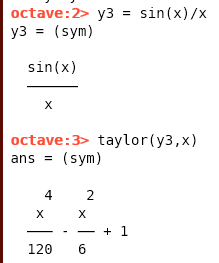 octave:2> y3 = sin(x)/x
y3 = (sym)
sin(x)
──────
x
octave:3> taylor(y3,x)
ans = (sym)
4 2
x x
─── - ── + 1
120 6